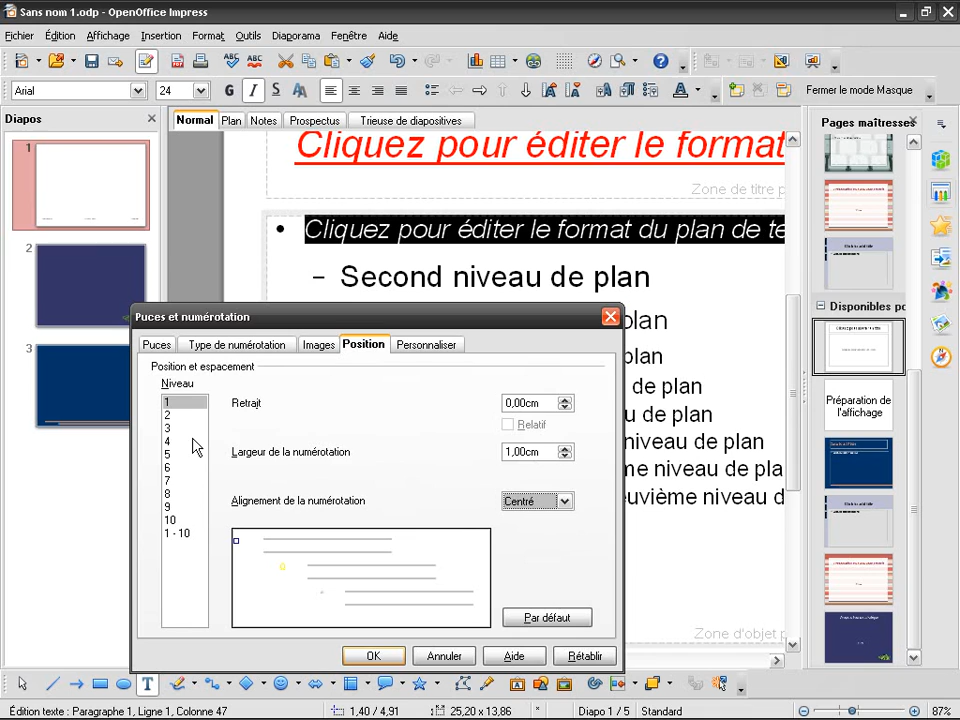 Sans nom 1.odp - OpenOffice Impress
Fichier Édition Affichage Insertion Format Outils Diaporama Fenêtre Aide
Arial 24 G I S A Fermer le mode Masque
Diapos
Normal Plan Notes Prospectus Trieuse de diapositives
Pages maîtresses
1
2
3
Cliquez pour éditer le format
Zone de titre p
• Cliquez pour éditer le format du plan de te
– Second niveau de plan
plan
plan
de plan
u de plan
niveau de plan
me niveau de pla
euvième niveau d
Zone d'objet p
Disponibles po
Préparation de
l'affichage
Puces et numérotation
Puces Type de numérotation Images Position Personnaliser
Position et espacement
Niveau
1
2
3
4
5
6
7
8
9
10
1 - 10
Retrait 0,00cm
Relatif
Largeur de la numérotation 1,00cm
Alignement de la numérotation Centré
Par défaut
OK Annuler Aide Rétablir
Édition texte : Paragraphe 1, Ligne 1, Colonne 47 1,40 / 4,91 25,20 x 13,86 * Diapo 1 / 5 Standard 87%